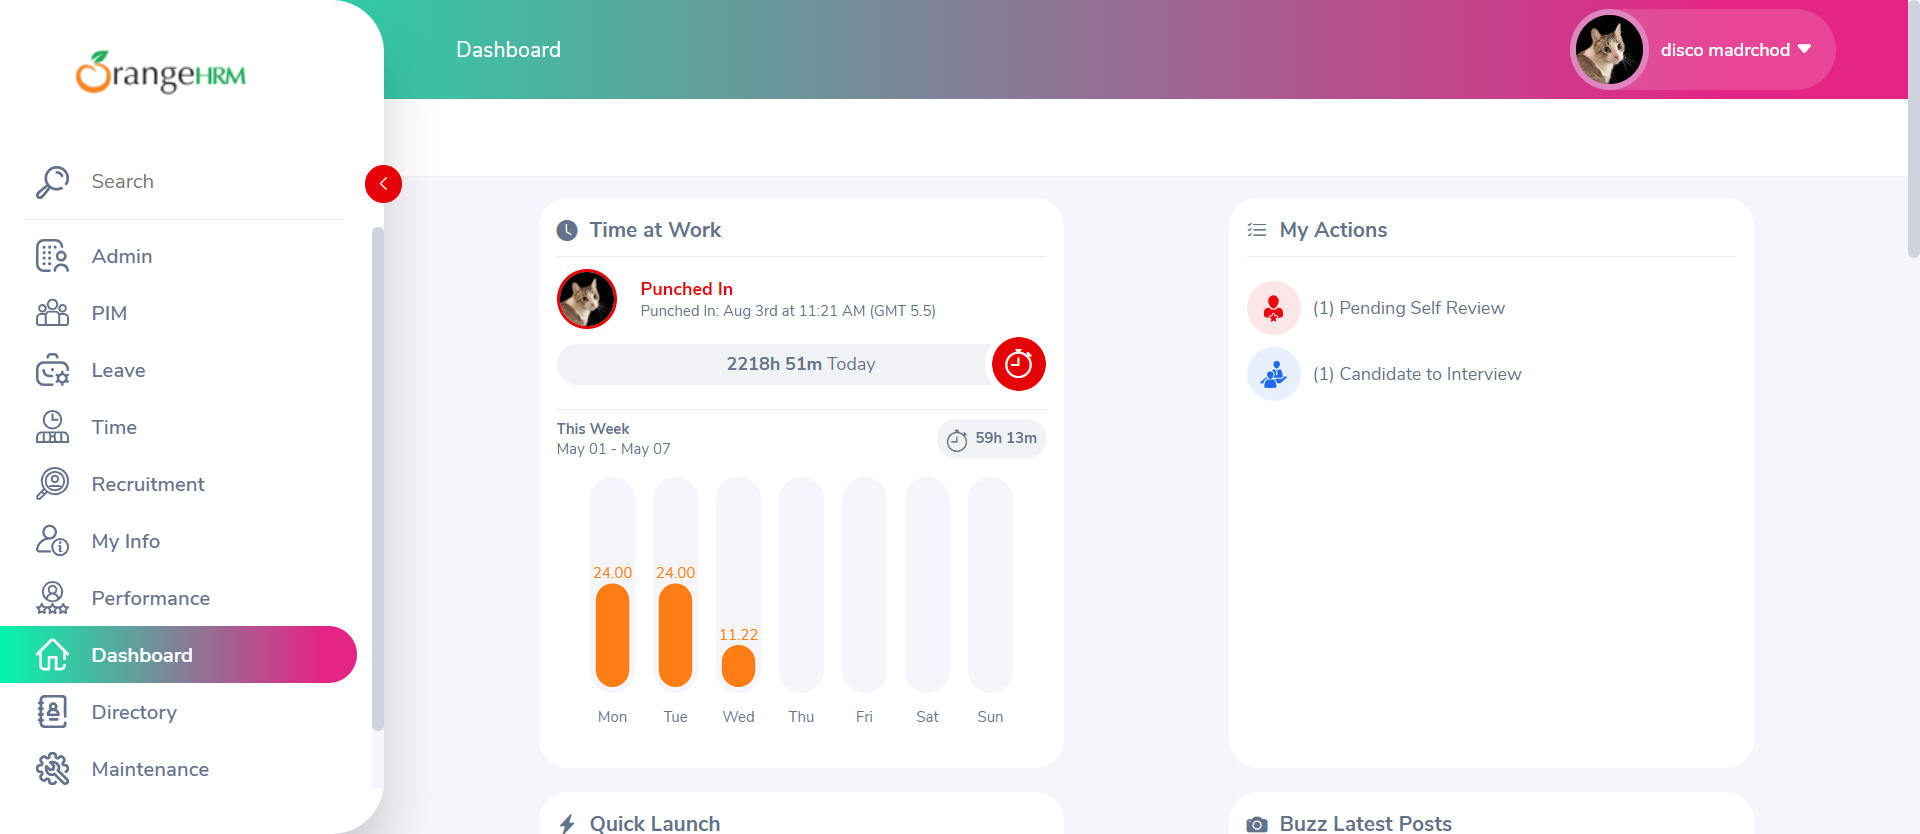 OrangeHRM
Search
Admin
PIM
Leave
Time
Recruitment
My Info
Performance
Dashboard
Directory
Maintenance
Dashboard
disco madrchod
Time at Work
Punched In
Punched In: Aug 3rd at 11:21 AM (GMT 5.5)
2218h 51m Today
This Week
May 01 - May 07
59h 13m
24.00 24.00 11.22
Mon Tue Wed Thu Fri Sat Sun
My Actions
(1) Pending Self Review
(1) Candidate to Interview
Quick Launch
Buzz Latest Posts